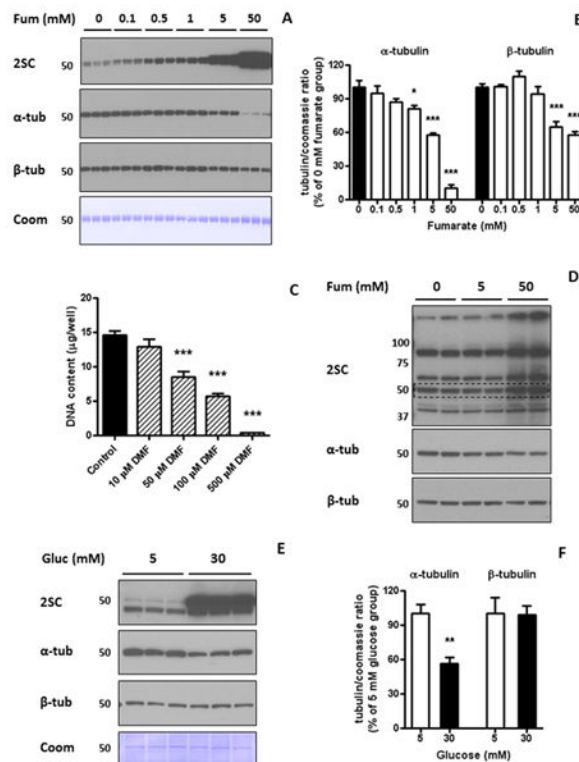 Fum (mM) 0 0.1 0.5 1 5 50 A
2SC 50
α-tub 50
β-tub 50
Coom 50
α-tubulin β-tubulin
tubulin/coomassie ratio
(% of 0 mM fumarate group)
120
90
60
30
0
* *** *** *** ***
0 0.1 0.5 1 5 50 0 0.1 0.5 1 5 50
Fumarate (mM)
C
DNA content (µg/well)
20
15
10
5
0
*** *** ***
Control 10 µM DMF 50 µM DMF 100 µM DMF 500 µM DMF
Fum (mM) 0 5 50 D
2SC
100
75
50
37
α-tub 50
β-tub 50
Gluc (mM) 5 30 E
2SC 50
α-tub 50
β-tub 50
Coom 50
F
α-tubulin β-tubulin
tubulin/coomassie ratio
(% of 5 mM glucose group)
120
90
60
30
0
**
5 30 5 30
Glucose (mM)